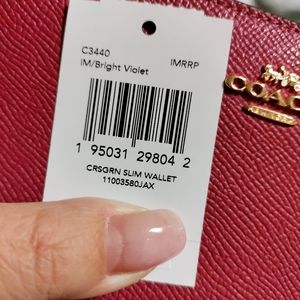 C3440 IMRRP
IM/Bright Violet
1 95031 29804 2
CRSGRN SLIM WALLET
11003580JAX
COACH